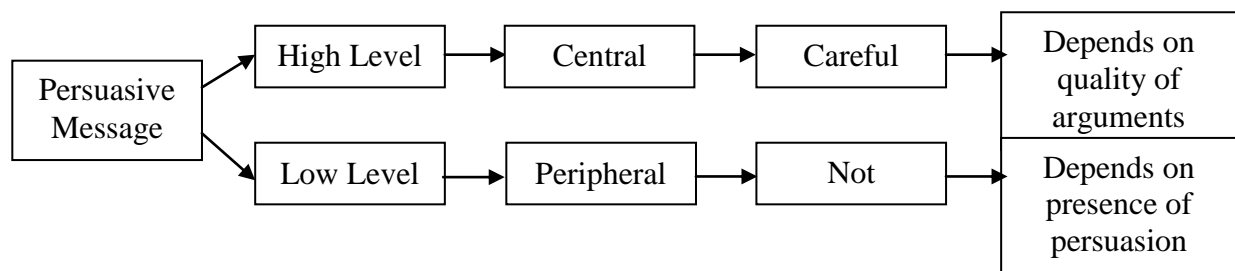 Persuasive
Message
High Level
Central
Careful
Depends on
quality of
arguments
Low Level
Peripheral
Not
Depends on
presence of
persuasion